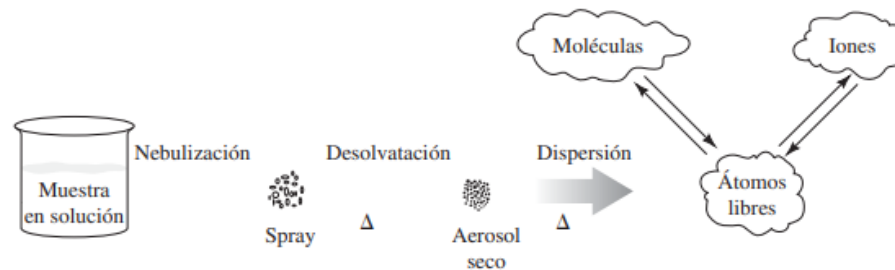 Moléculas
Iones
Nebulización
Desolvatación
Dispersión
Muestra
en solución
Spray
Δ
Aerosol
seco
Δ
Átomos
libres